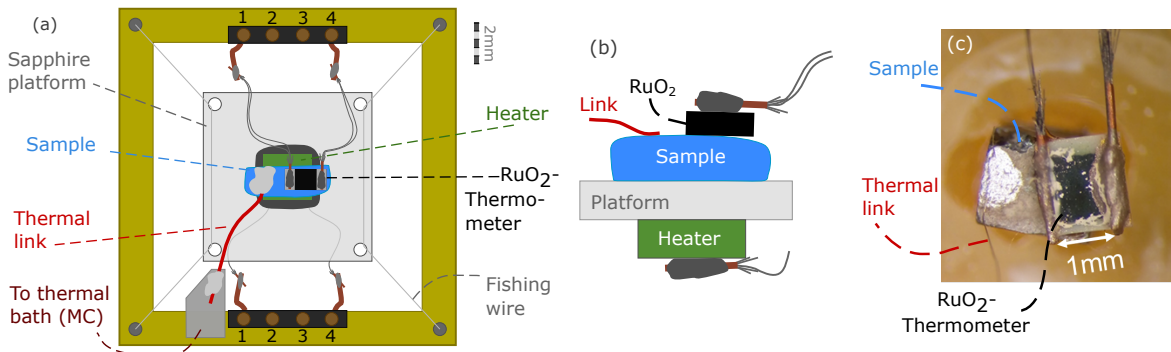 (a)
1 2 3 4
2mm
Sapphire
platform
Heater
Sample
RuO₂-
Thermo-
meter
Thermal
link
To thermal
bath (MC)
Fishing
wire
1 2 3 4
(b)
RuO₂
Link
Sample
Platform
Heater
(c)
Sample
Thermal
link
1mm
RuO₂-
Thermometer